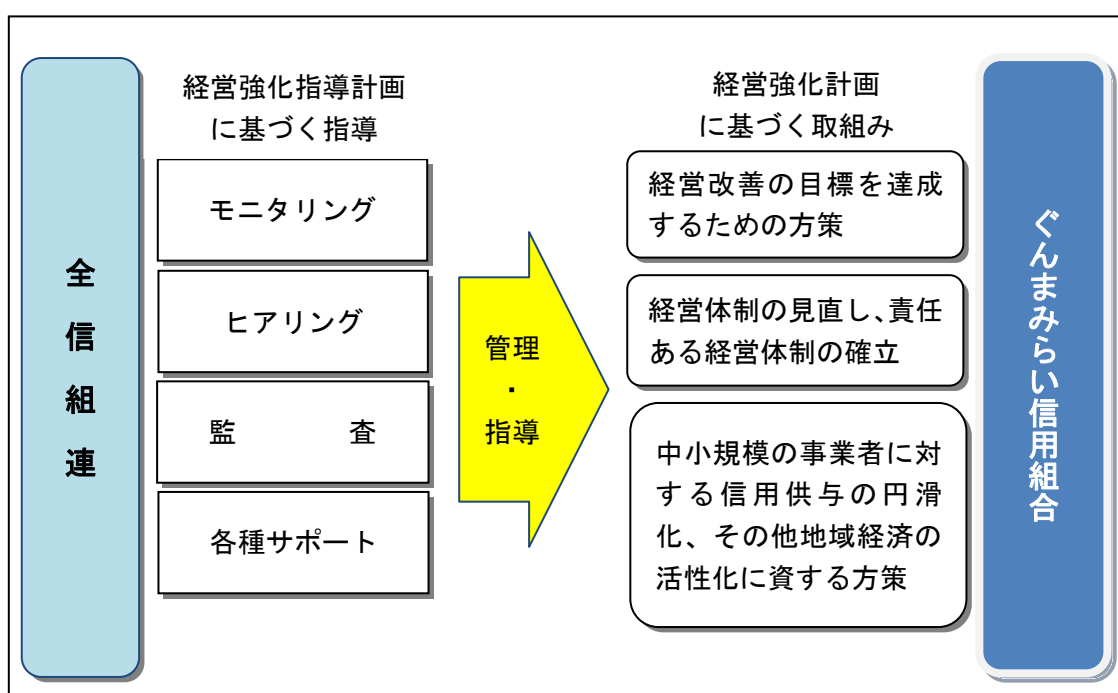 全信組連
経営強化指導計画
に基づく指導
モニタリング
ヒアリング
監　　　査
各種サポート
管理
・
指導
経営強化計画
に基づく取組み
経営改善の目標を達成
するための方策
経営体制の見直し、責任
ある経営体制の確立
中小規模の事業者に対
する信用供与の円滑
化、その他地域経済の
活性化に資する方策
ぐんまみらい信用組合